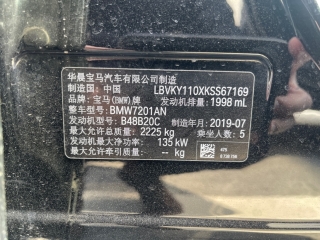 华晨宝马汽车有限公司制造
制造国：中国 LBVKY110XKSS67169
品牌：宝马(BMW)牌 发动机排量：1998 mL
整车型号：BMW7201AN
发动机型号：B48B20C 制造年月：2019-07
最大允许总质量：2225 kg 乘坐人数：5
发动机最大净功率：135 kW
最大允许牵引质量：-- kg